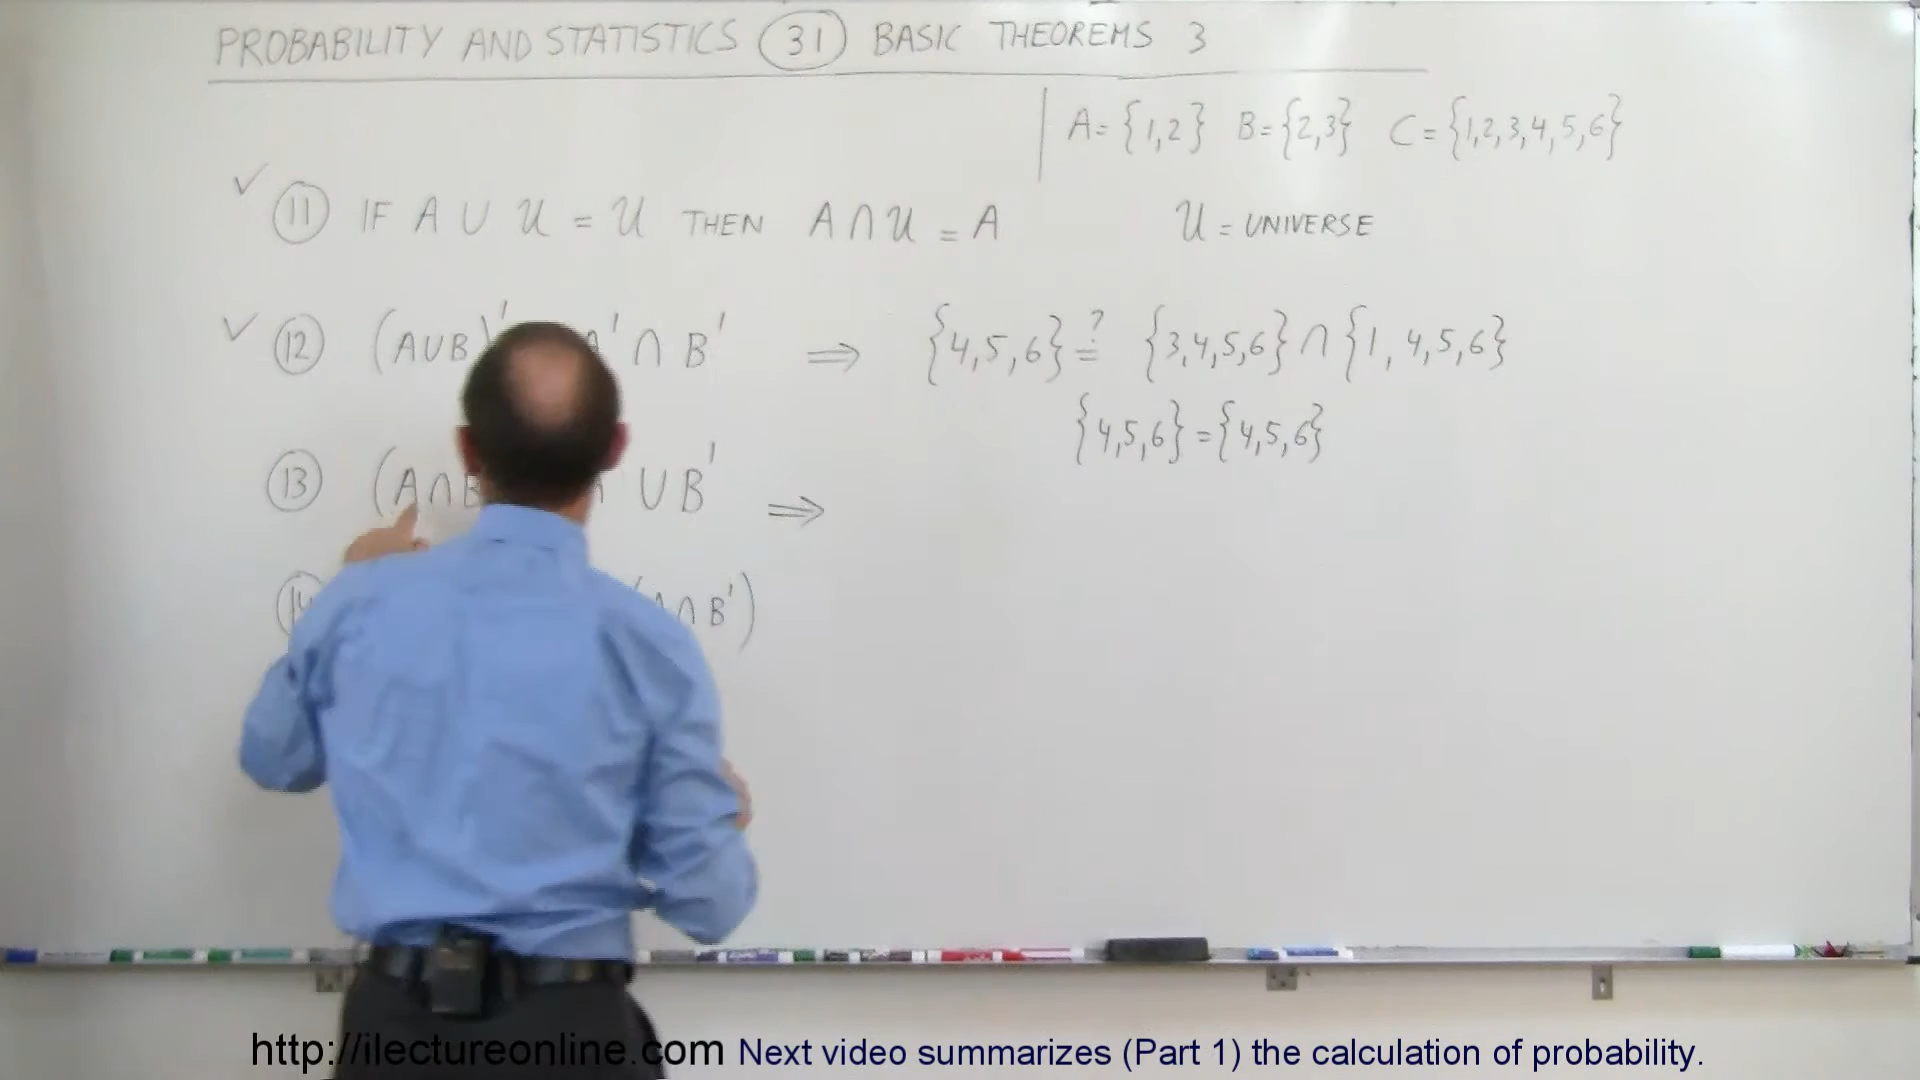 PROBABILITY AND STATISTICS 31 BASIC THEOREMS 3
A = {1,2} B = {2,3} C = {1,2,3,4,5,6}
✓ 11 IF A ∪ U = U THEN A ∩ U = A U = UNIVERSE
✓ 12 (A∪B)' A' ∩ B' ⇒ {4,5,6} ?= {3,4,5,6} ∩ {1, 4,5,6}
{4,5,6} = {4,5,6}
13 (A∩B ∪ B' ⇒
14 ∩ B')
http://ilectureonline.com Next video summarizes (Part 1) the calculation of probability.